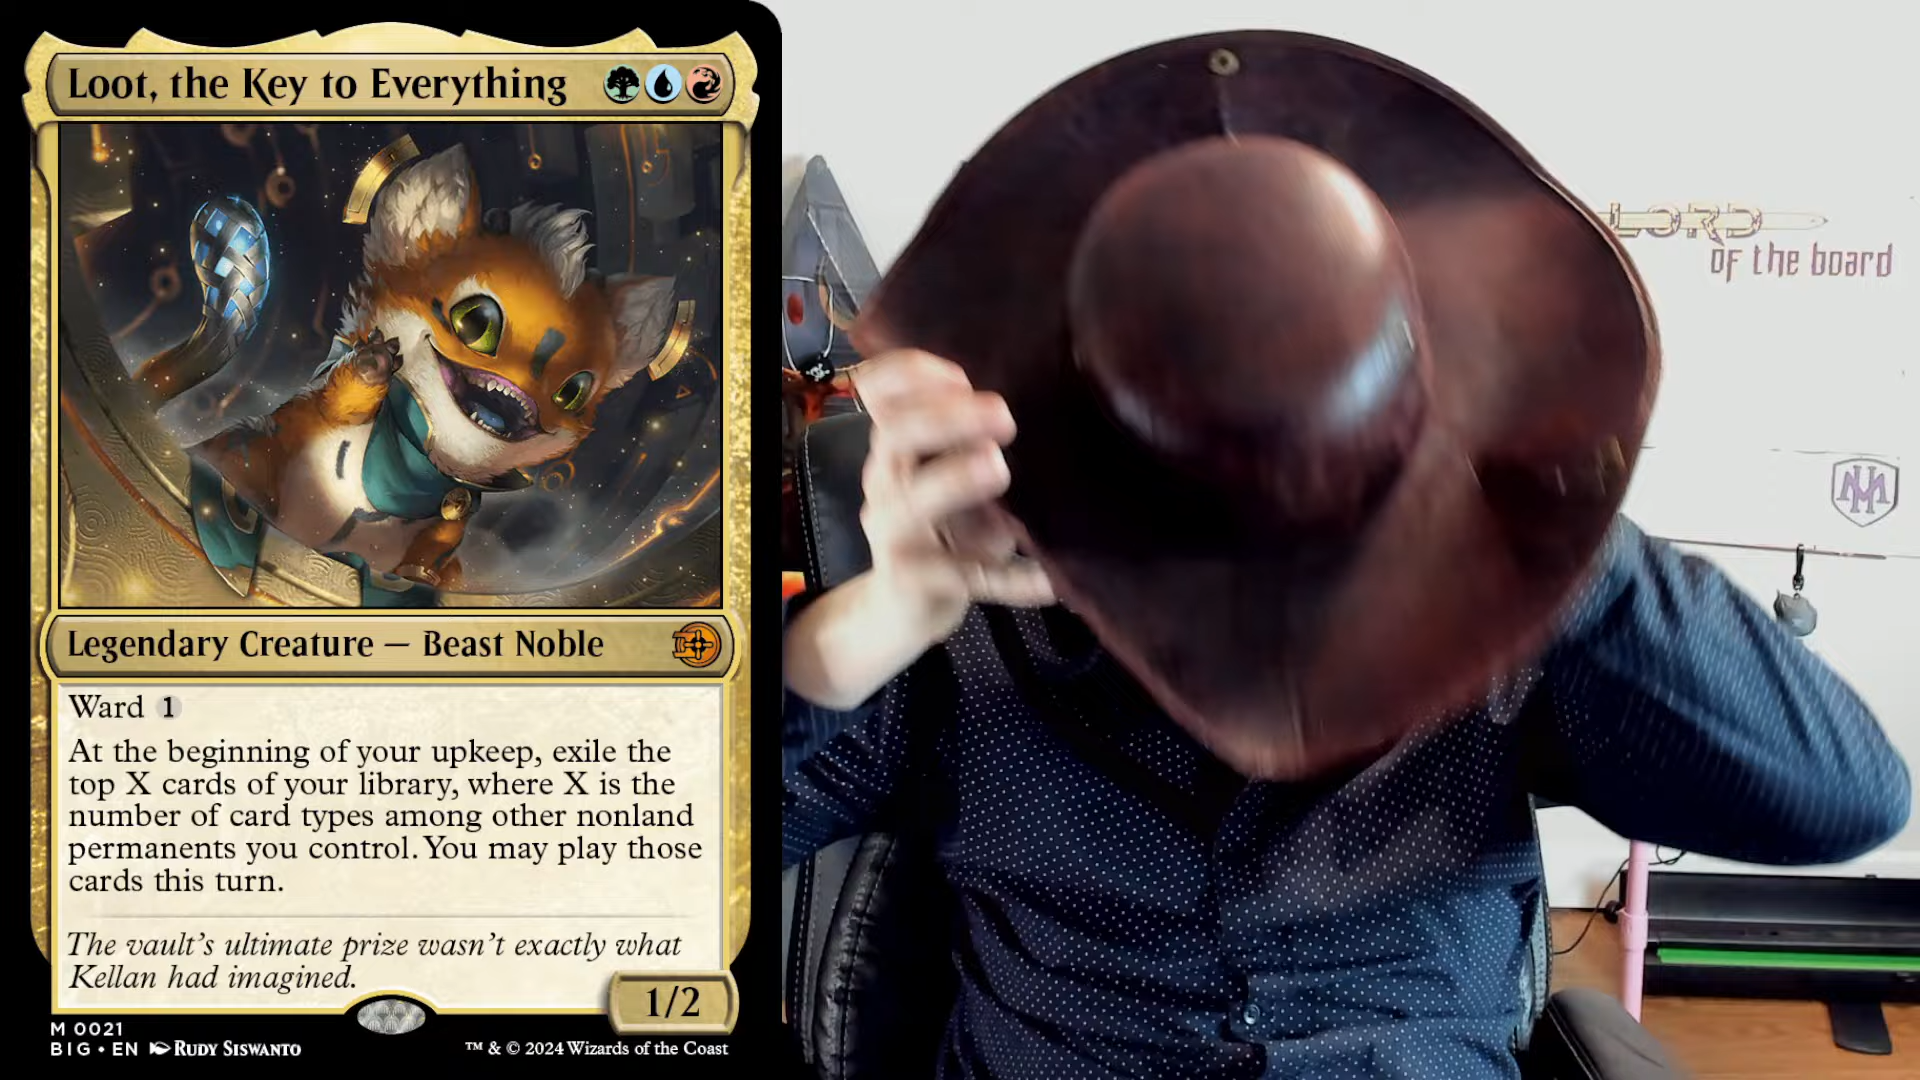 Loot, the Key to Everything
Legendary Creature — Beast Noble
Ward 1
At the beginning of your upkeep, exile the
top X cards of your library, where X is the
number of card types among other nonland
permanents you control. You may play those
cards this turn.
The vault's ultimate prize wasn't exactly what
Kellan had imagined.
1/2
M 0021
BIG • EN Rudy Siswanto
™ & © 2024 Wizards of the Coast
LORD
of the board